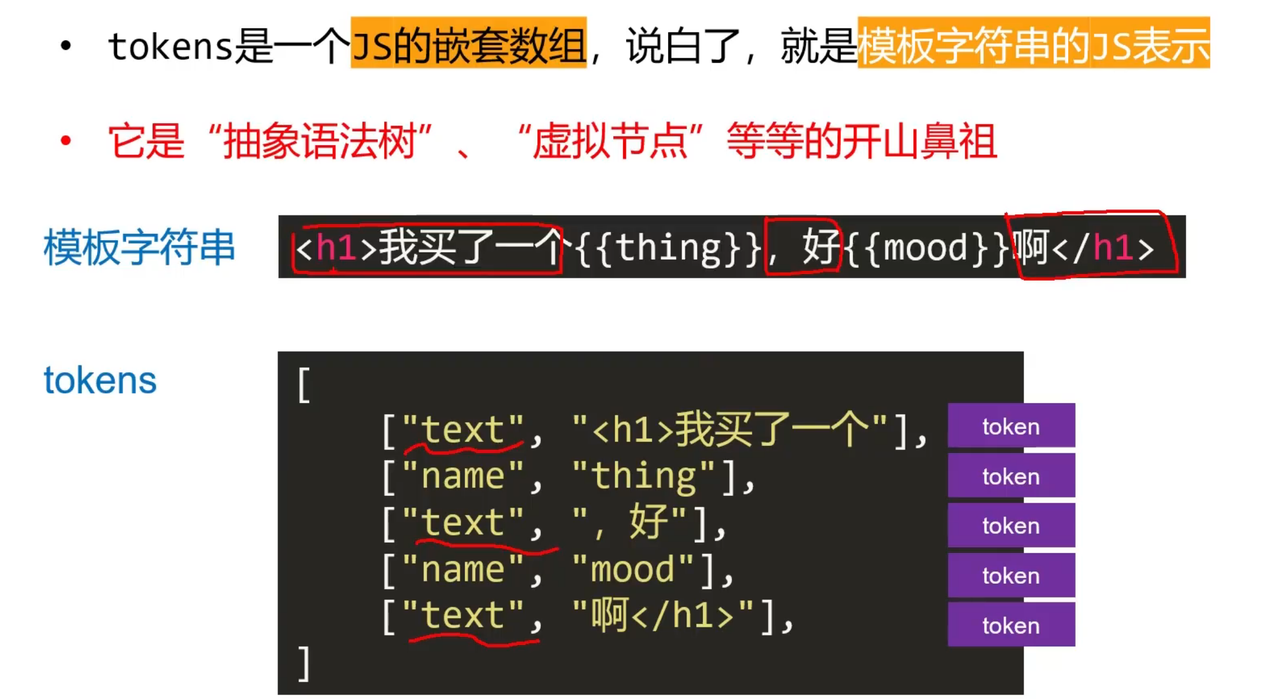 • tokens是一个JS的嵌套数组，说白了，就是模板字符串的JS表示
• 它是“抽象语法树”、“虚拟节点”等等的开山鼻祖
模板字符串
<h1>我买了一个{{thing}}，好{{mood}}啊</h1>
tokens
[
["text", "<h1>我买了一个"], token
["name", "thing"], token
["text", "，好"], token
["name", "mood"], token
["text", "啊</h1>"], token
]